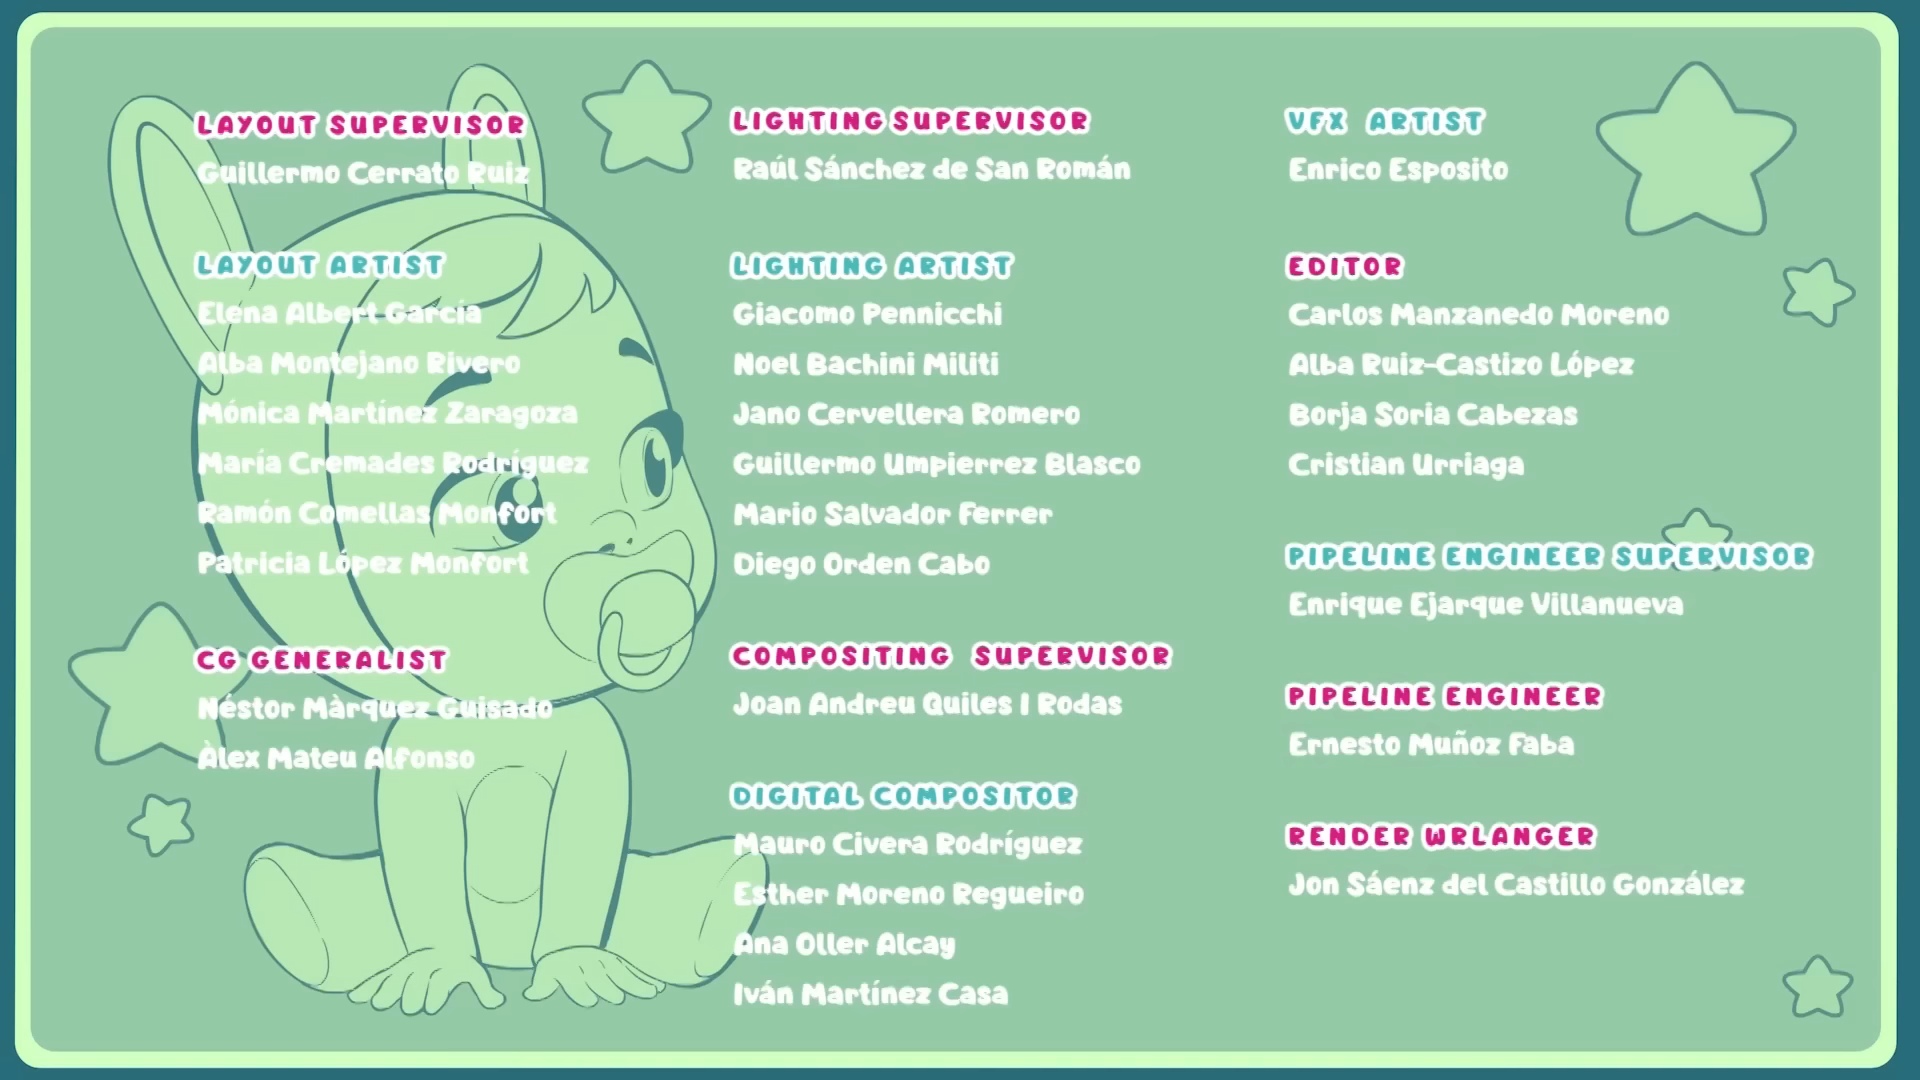 LAYOUT SUPERVISOR
Guillermo Cerrato Ruiz
LAYOUT ARTIST
Elena Albert García
Alba Montejano Rivero
Mónica Martínez Zaragoza
María Cremades Rodríguez
Ramón Comellas Monfort
Patricia López Monfort
CG GENERALIST
Néstor Màrquez Guisado
Àlex Mateu Alfonso
LIGHTING SUPERVISOR
Raúl Sánchez de San Román
LIGHTING ARTIST
Giacomo Pennicchi
Noel Bachini Militi
Jano Cervellera Romero
Guillermo Umpierrez Blasco
Mario Salvador Ferrer
Diego Orden Cabo
COMPOSITING SUPERVISOR
Joan Andreu Quiles I Rodas
DIGITAL COMPOSITOR
Mauro Civera Rodríguez
Esther Moreno Regueiro
Ana Oller Alcay
Iván Martínez Casa
VFX ARTIST
Enrico Esposito
EDITOR
Carlos Manzanedo Moreno
Alba Ruiz-Castizo López
Borja Soria Cabezas
Cristian Urriaga
PIPELINE ENGINEER SUPERVISOR
Enrique Ejarque Villanueva
PIPELINE ENGINEER
Ernesto Muñoz Faba
RENDER WRLANGER
Jon Sáenz del Castillo González